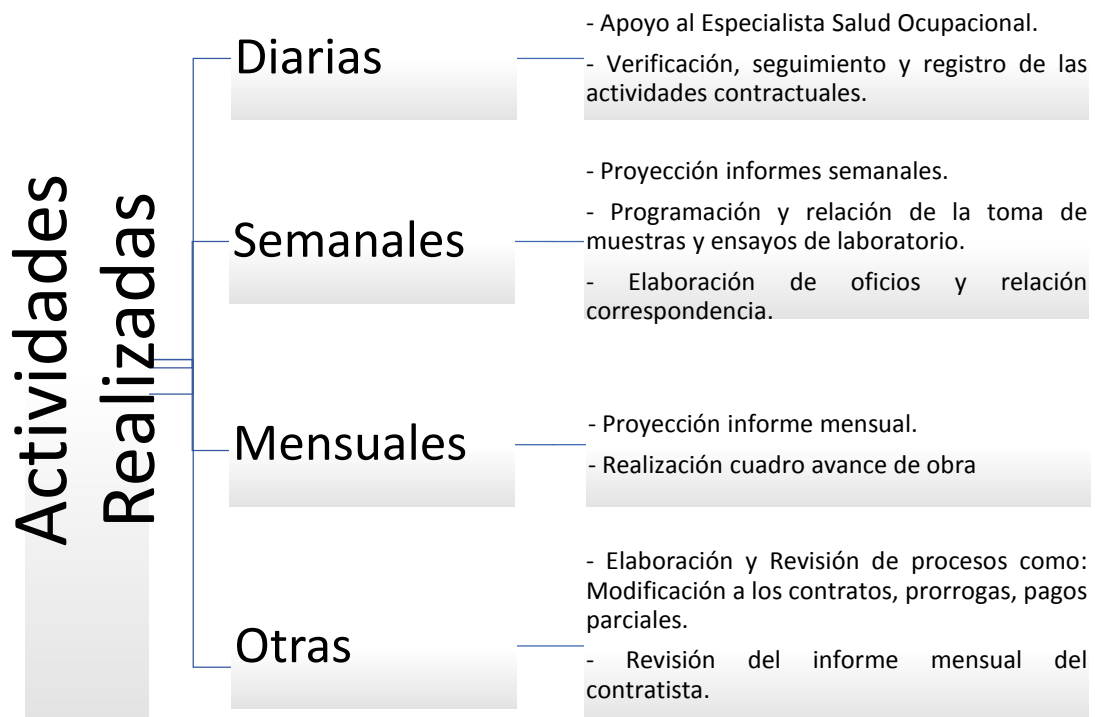 Actividades
Realizadas
Diarias
- Apoyo al Especialista Salud Ocupacional.
- Verificación, seguimiento y registro de las
actividades contractuales.
Semanales
- Proyección informes semanales.
- Programación y relación de la toma de
muestras y ensayos de laboratorio.
- Elaboración de oficios y relación
correspondencia.
Mensuales
- Proyección informe mensual.
- Realización cuadro avance de obra
Otras
- Elaboración y Revisión de procesos como:
Modificación a los contratos, prorrogas, pagos
parciales.
- Revisión del informe mensual del
contratista.